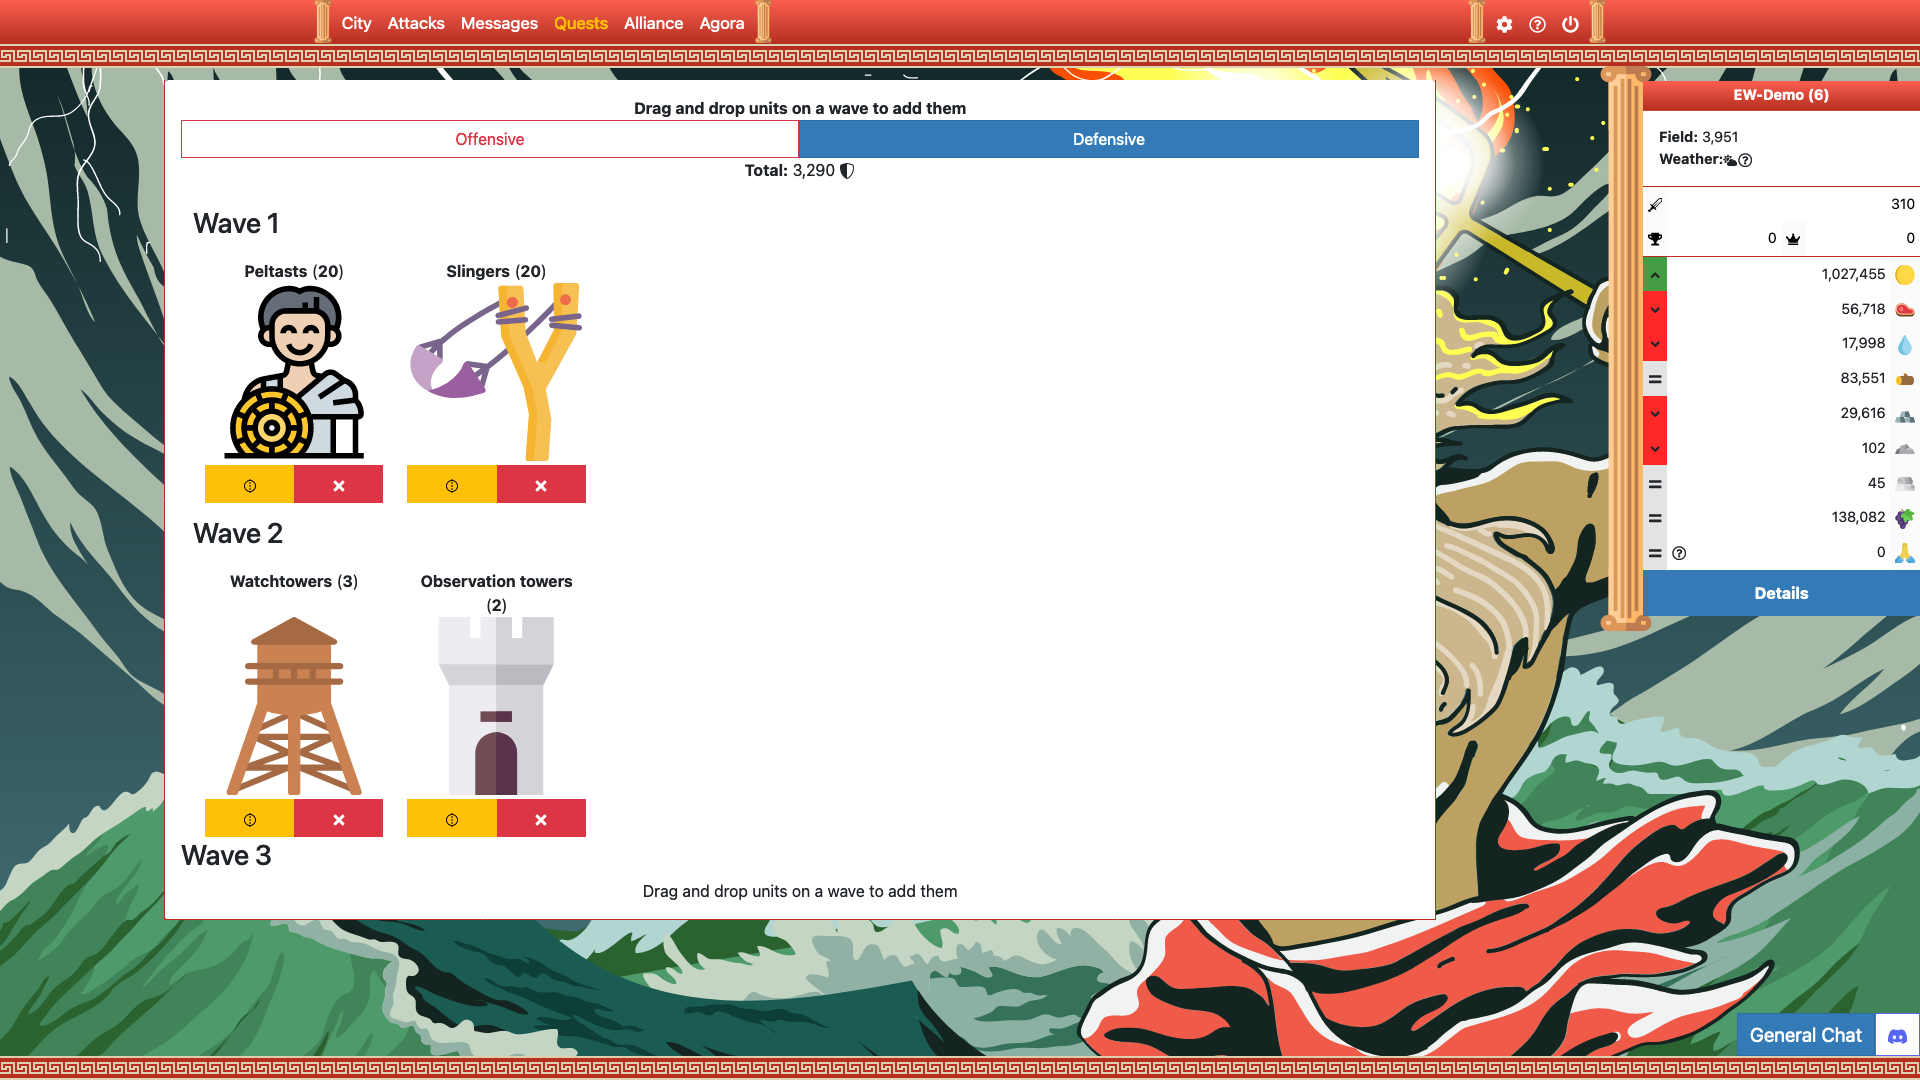 City Attacks Messages Quests Alliance Agora
Drag and drop units on a wave to add them
Offensive Defensive
Total: 3,290
Wave 1
Peltasts (20) Slingers (20)
Wave 2
Watchtowers (3) Observation towers
(2)
Wave 3
Drag and drop units on a wave to add them
EW-Demo (6)
Field: 3,951
Weather:
310
0 0
1,027,455
56,718
17,998
83,551
29,616
102
45
138,082
0
Details
General Chat